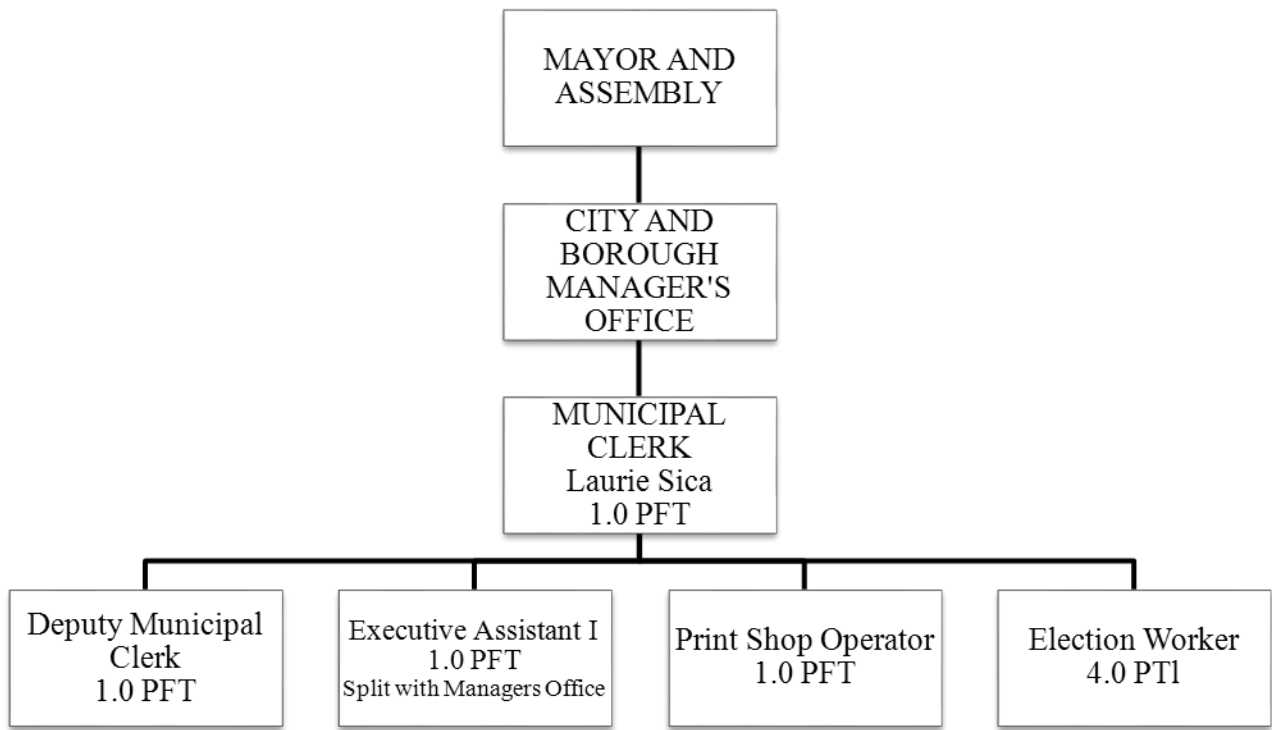 MAYOR AND
ASSEMBLY
CITY AND
BOROUGH
MANAGER'S
OFFICE
MUNICIPAL
CLERK
Laurie Sica
1.0 PFT
Deputy Municipal
Clerk
1.0 PFT
Executive Assistant I
1.0 PFT
Split with Managers Office
Print Shop Operator
1.0 PFT
Election Worker
4.0 PTl